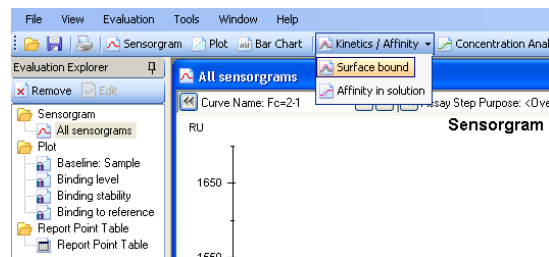 File View Evaluation Tools Window Help
Sensorgram Plot Bar Chart Kinetics / Affinity Concentration Anal
Evaluation Explorer
All sensorgrams
Surface bound
Affinity in solution
Remove Edit
Curve Name: Fc=2-1
ssay Step Purpose: <Ove
Sensorgram
All sensorgrams
Plot
Baseline: Sample
Binding level
Binding stability
Binding to reference
Report Point Table
Report Point Table
RU
Sensorgram
1650
1550